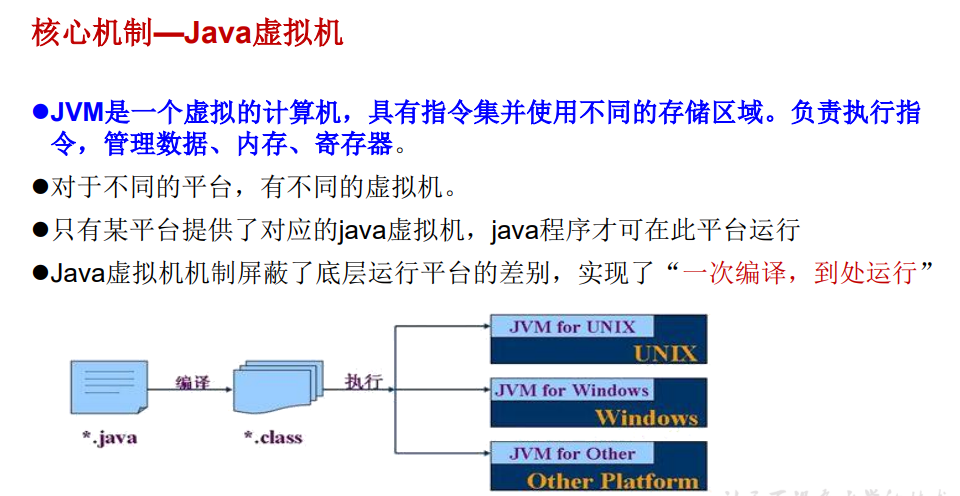 核心机制—Java虚拟机
●JVM是一个虚拟的计算机，具有指令集并使用不同的存储区域。负责执行指
令，管理数据、内存、寄存器。
●对于不同的平台，有不同的虚拟机。
●只有某平台提供了对应的java虚拟机，java程序才可在此平台运行
●Java虚拟机机制屏蔽了底层运行平台的差别，实现了“一次编译，到处运行”
JVM for UNIX
UNIX
编译
执行
JVM for Windows
Windows
*.java
*.class
JVM for Other
Other Platform